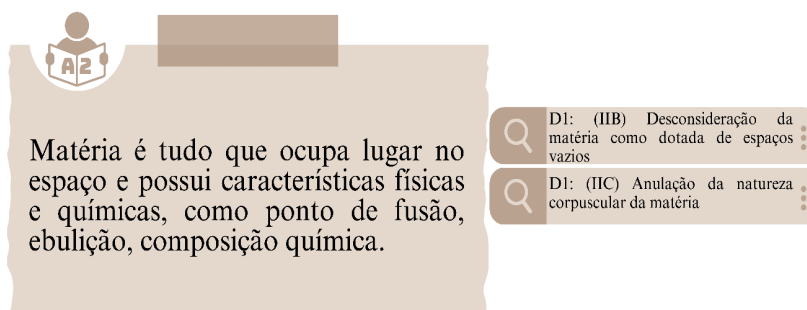 A2
Matéria é tudo que ocupa lugar no
espaço e possui características físicas
e químicas, como ponto de fusão,
ebulição, composição química.
D1: (IIB) Desconsideração da
matéria como dotada de espaços
vazios
D1: (IIC) Anulação da natureza
corpuscular da matéria